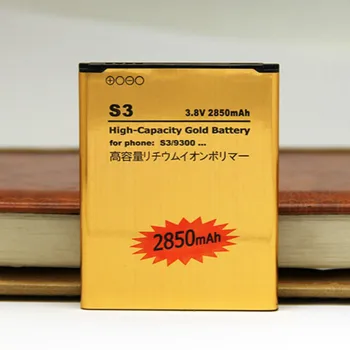 S3
3.8V 2850mAh
High-Capacity Gold Battery
for phone: S3/9300 ...
高容量リチウムイオンポリマー
2850mAh